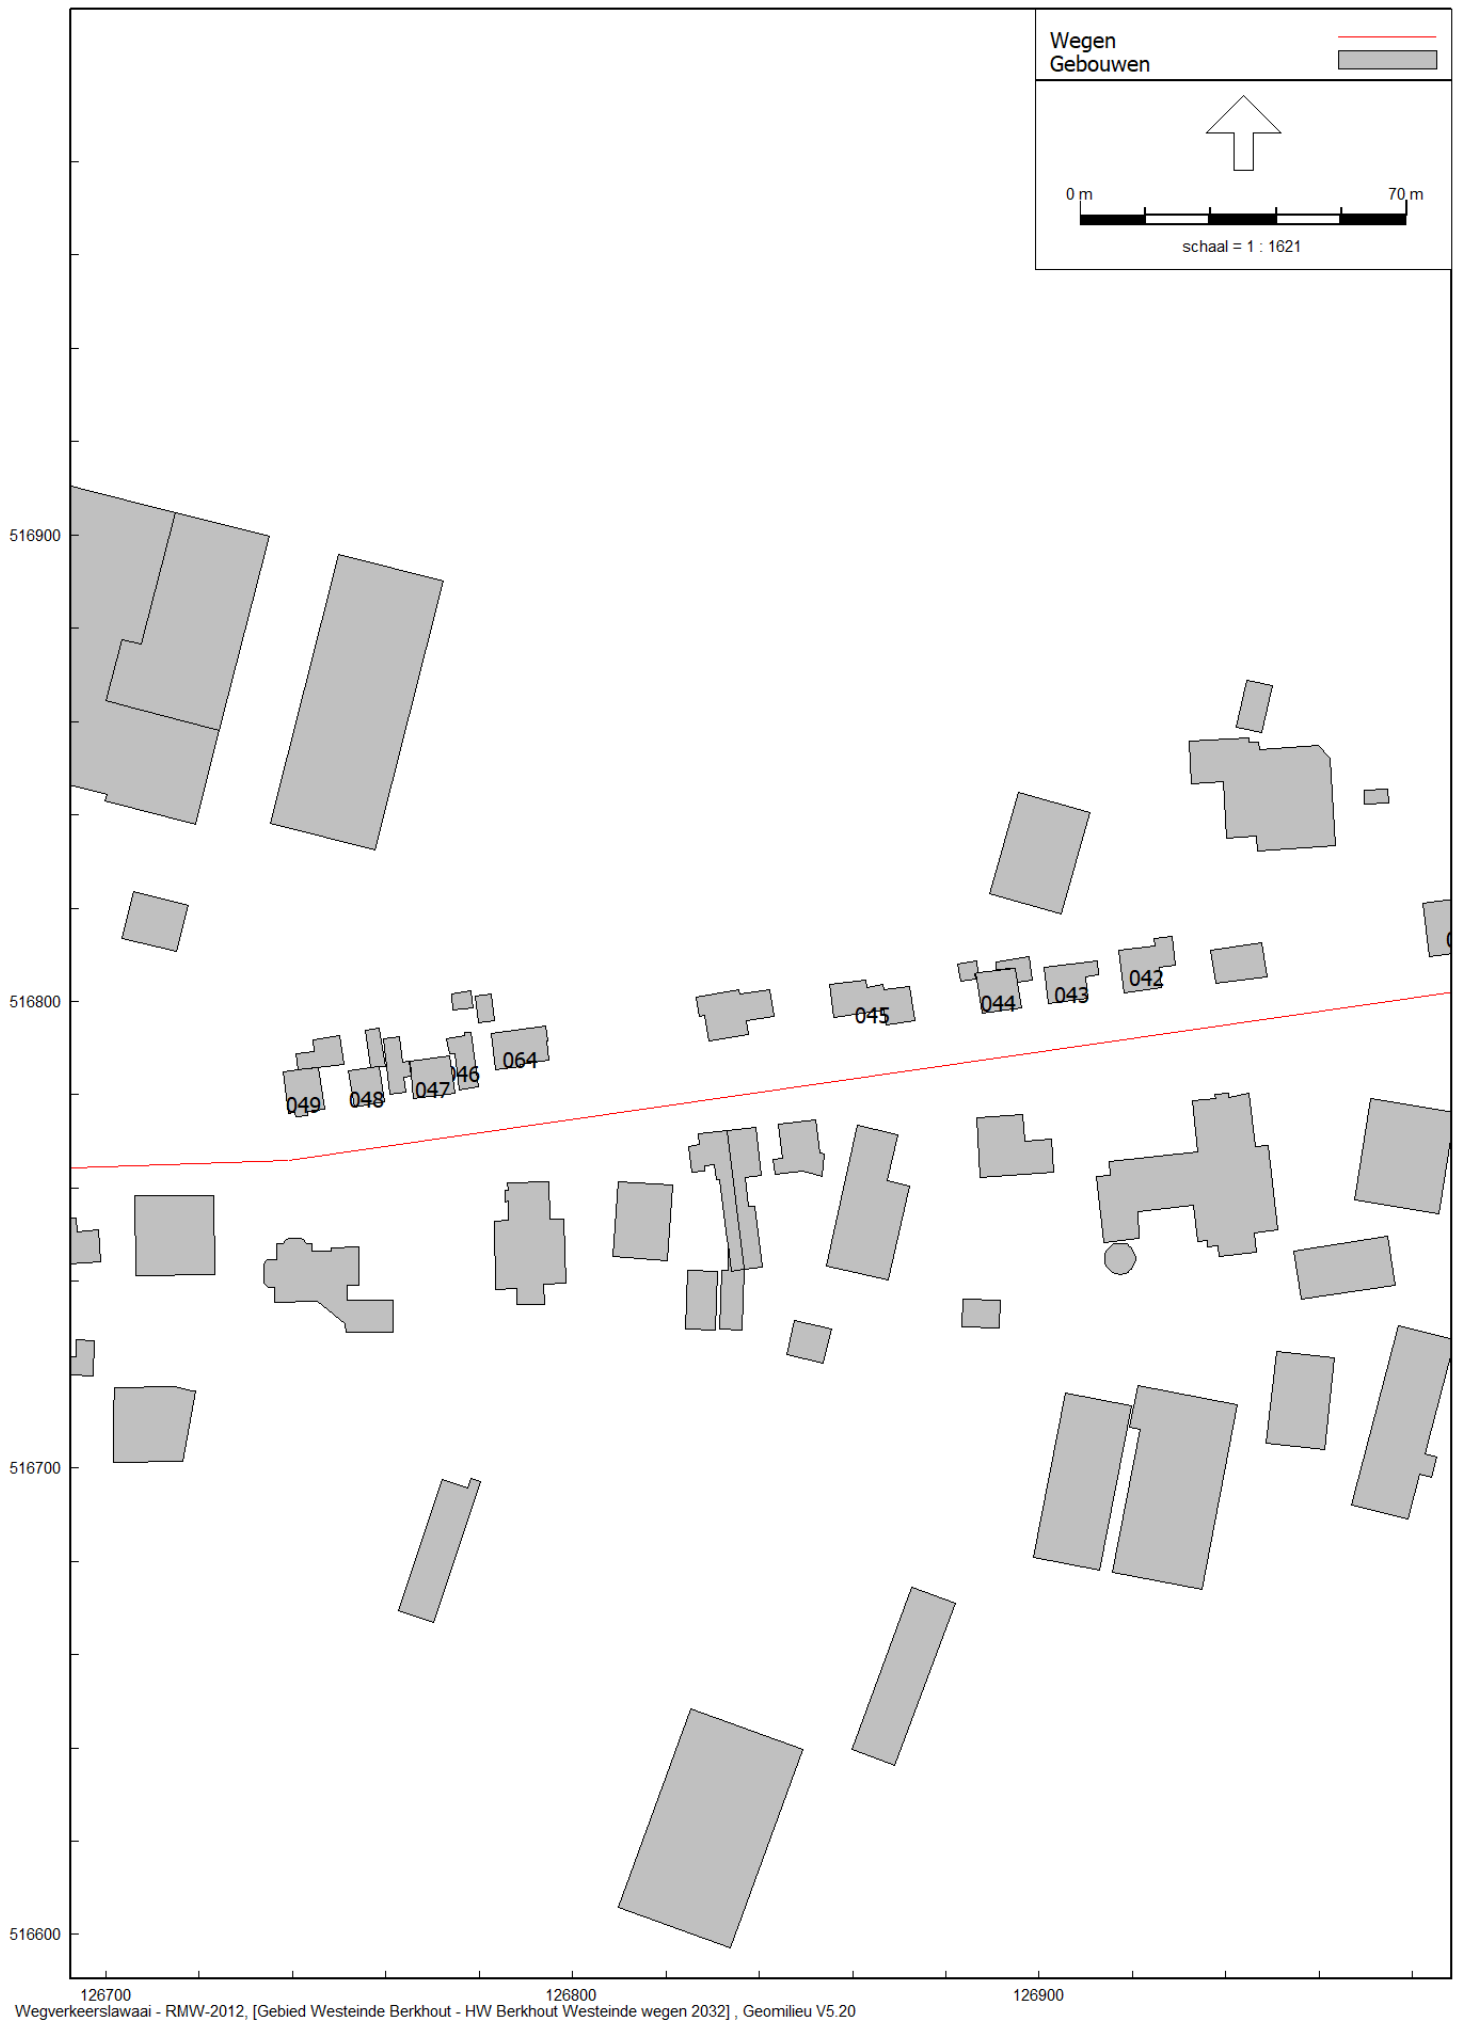 Wegen
Gebouwen
0 m 70 m
schaal = 1 : 1621
516900
516800
042
044
043
045
064
046
047
048
049
516700
516600
126700 126800 126900
Wegverkeerslawaai - RMW-2012, [Gebied Westeinde Berkhout - HW Berkhout Westeinde wegen 2032] , Geomilieu V5.20